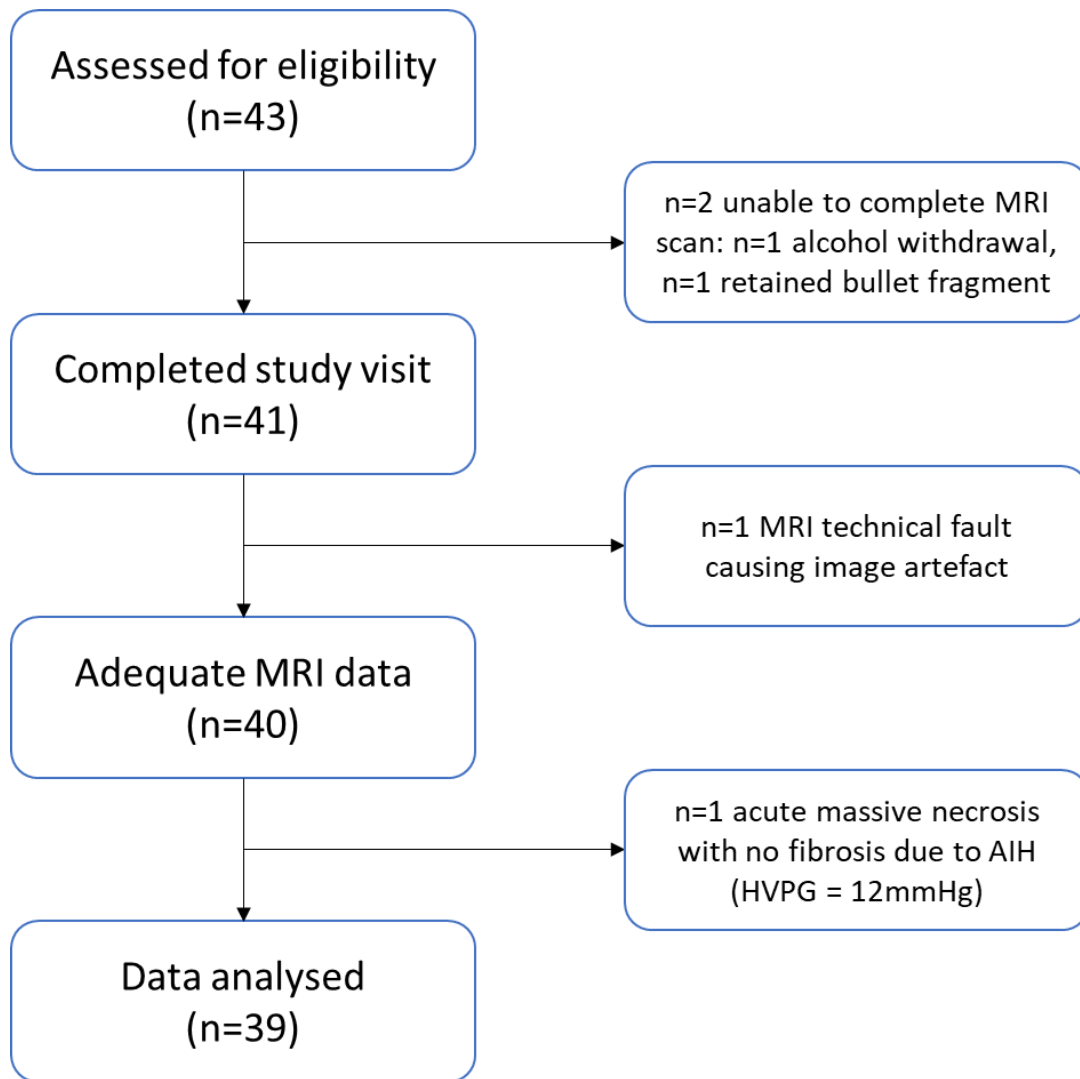 Assessed for eligibility
(n=43)
n=2 unable to complete MRI
scan: n=1 alcohol withdrawal,
n=1 retained bullet fragment
Completed study visit
(n=41)
n=1 MRI technical fault
causing image artefact
Adequate MRI data
(n=40)
n=1 acute massive necrosis
with no fibrosis due to AIH
(HVPG = 12mmHg)
Data analysed
(n=39)